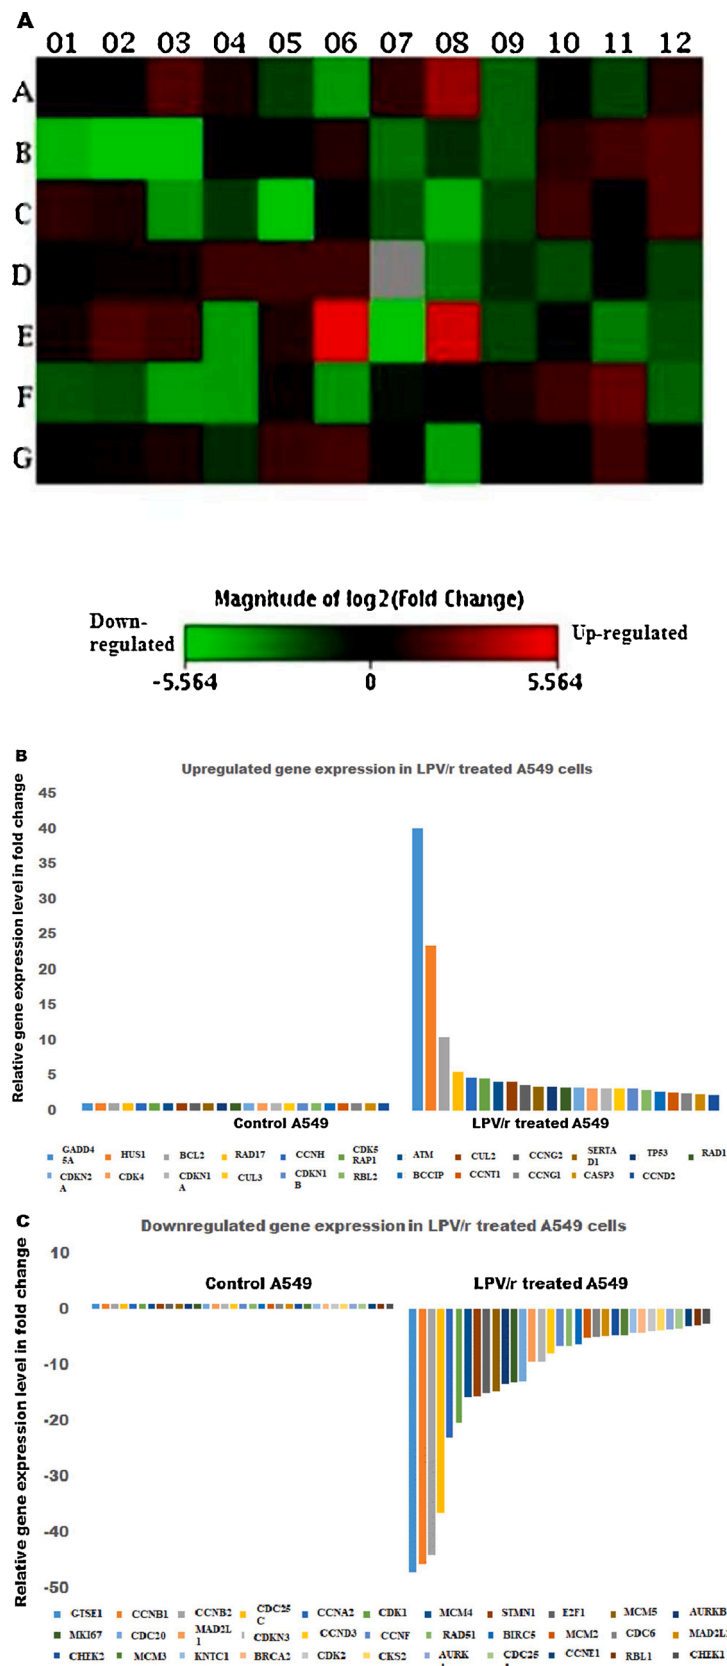 A
01 02 03 04 05 06 07 08 09 10 11 12
A
B
C
D
E
F
G
Magnitude of log2(Fold Change)
Down-
regulated
Up-regulated
-5.564 0 5.564
B
Upregulated gene expression in LPV/r treated A549 cells
Relative gene expression level in fold change
45
40
35
30
25
20
15
10
5
0
Control A549 LPV/r treated A549
GADD4 5A HUS1 BCL2 RAD17 CCNH CDK5 RAP1 ATM CUL2 CCNG2 SERTA D1 TP53 RAD1
CDKN2 A CDK4 CDKN1 A CUL3 CDKN1 B RBL2 BCCIP CCNT1 CCNG1 CASP3 CCND2
C
Downregulated gene expression in LPV/r treated A549 cells
Relative gene expression level in fold change
10
Control A549 LPV/r treated A549
0
-10
-20
-30
-40
-50
GTSE1 CCNB1 CCNB2 CDC25 C CCNA2 CDK1 MCM4 STMN1 E2F1 MCM5 AURKB
MKI67 CDC20 MAD2L 1 CDKN3 CCND3 CCNF RAD51 BIRC5 MCM2 CDC6 MAD2L
CHEK2 MCM3 KNTC1 BRCA2 CDK2 CKS2 AURK CDC25 CCNE1 RBL1 CHEK1